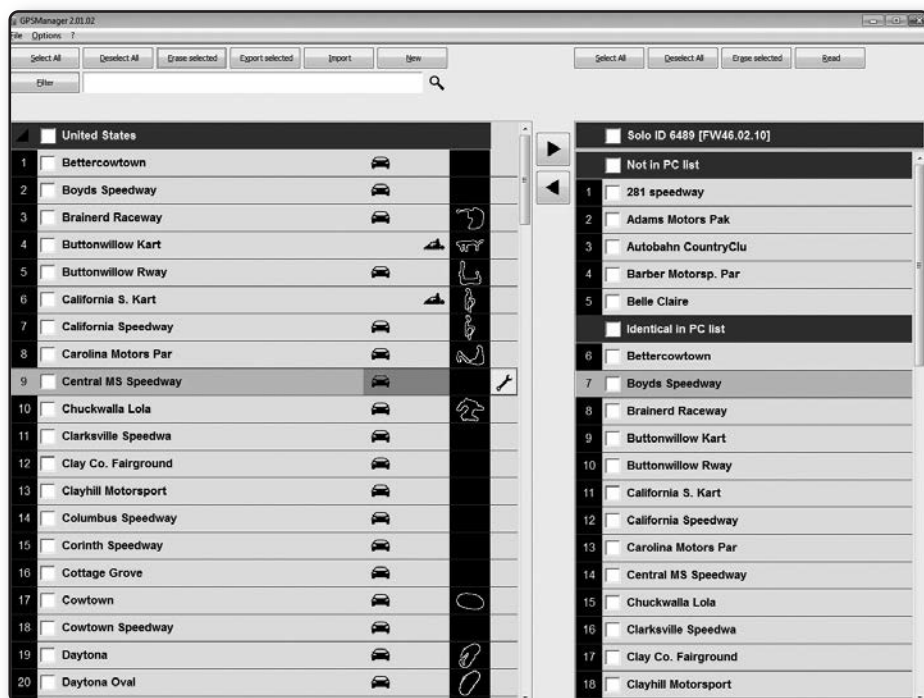 GPSManager 2.01.02
File Options ?
Select All Deselect All Erase selected Export selected Import New
Filter
United States
1 Bettercowtown
2 Boyds Speedway
3 Brainerd Raceway
4 Buttonwillow Kart
5 Buttonwillow Rway
6 California S. Kart
7 California Speedway
8 Carolina Motors Par
9 Central MS Speedway
10 Chuckwalla Lola
11 Clarksville Speedwa
12 Clay Co. Fairground
13 Clayhill Motorsport
14 Columbus Speedway
15 Corinth Speedway
16 Cottage Grove
17 Cowtown
18 Cowtown Speedway
19 Daytona
20 Daytona Oval
Select All Deselect All Erase selected Read
Solo ID 6489 [FW46.02.10]
Not in PC list
1 281 speedway
2 Adams Motors Pak
3 Autobahn CountryClu
4 Barber Motorsp. Par
5 Belle Claire
Identical in PC list
6 Bettercowtown
7 Boyds Speedway
8 Brainerd Raceway
9 Buttonwillow Kart
10 Buttonwillow Rway
11 California S. Kart
12 California Speedway
13 Carolina Motors Par
14 Central MS Speedway
15 Chuckwalla Lola
16 Clarksville Speedwa
17 Clay Co. Fairground
18 Clayhill Motorsport